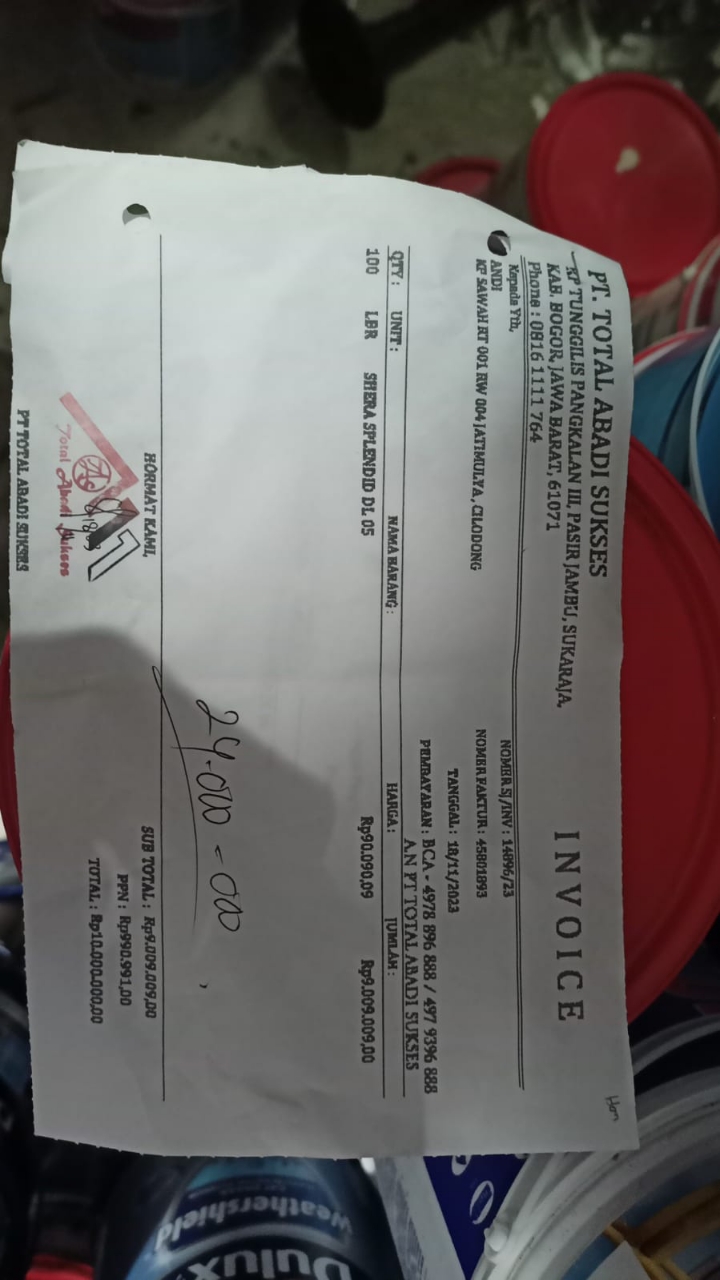 PT. TOTAL ABADI SUKSES
KP TUNGGILIS PANGKALAN III, PASIR JAMBU, SUKARAJA,
KAB. BOGOR, JAWA BARAT, 61071
Phone : 0816 1111 764
INVOICE
Hon
Kepada Yth,
ANDI
KP SAWAH RT 001 RW 004 JATIMULYA, CILODONG
NOMER SJ/INV : 14896/23
NOMER FAKTUR : 45801893
TANGGAL : 18/11/2023
PEMBAYARAN : BCA - 4978 896 888 / 497 9396 888
A.N PT TOTAL ABADI SUKSES
QTY : UNIT : NAMA BARANG : HARGA : JUMLAH :
100 LBR SHERA SPLENDID DL 05 Rp90.090,09 Rp9.009.009,00
24.000 = 000
HORMAT KAMI,
SUB TOTAL : Rp9.009.009,00
PPN : Rp990.991,00
TOTAL : Rp10.000.000,00
Total Abadi Sukses
PT TOTAL ABADI SUKSES
Weathershield
Dulux